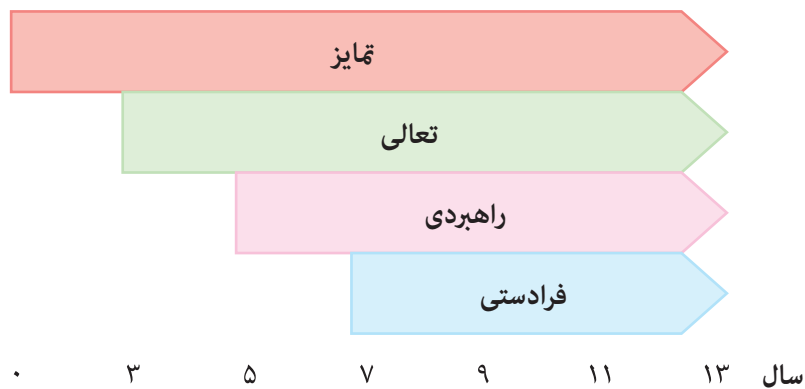 تمایز
تعالی
راهبردی
فرادستی
۰ ۳ ۵ ۷ ۹ ۱۱ ۱۳ سال